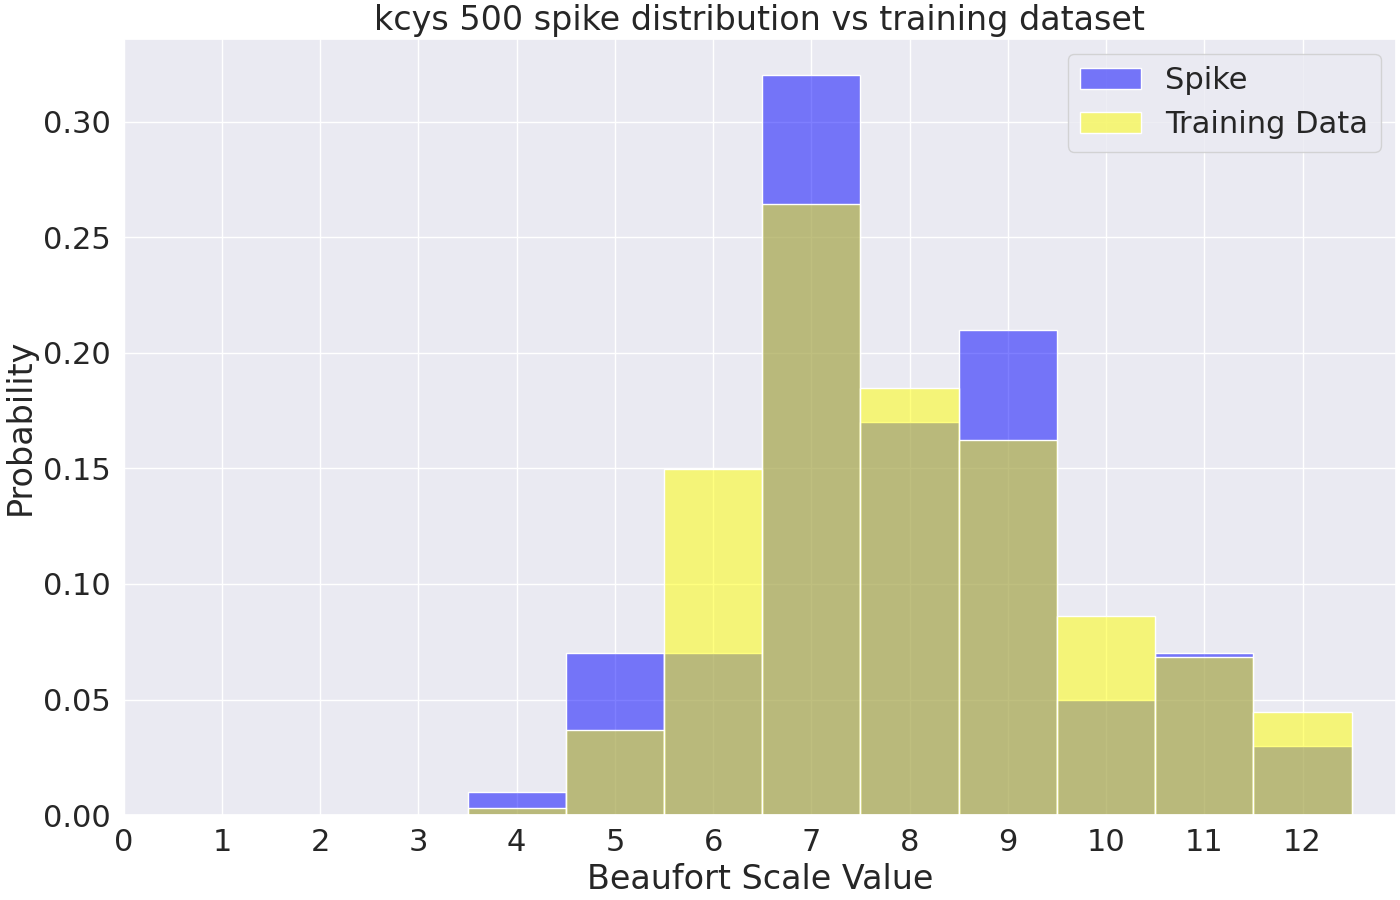 kcys 500 spike distribution vs training dataset
Spike
Training Data
0.30
0.25
0.20
0.15
0.10
0.05
0.00
Probability
0 1 2 3 4 5 6 7 8 9 10 11 12
Beaufort Scale Value